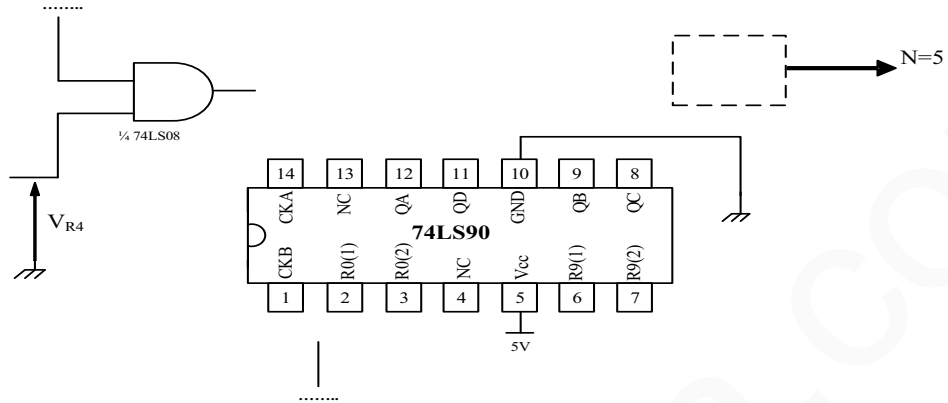 ........
N=5
¼ 74LS08
V_R4
14 13 12 11 10 9 8
CKA NC QA QD GND QB QC
74LS90
CKB R0(1) R0(2) NC Vcc R9(1) R9(2)
1 2 3 4 5 6 7
5V
........